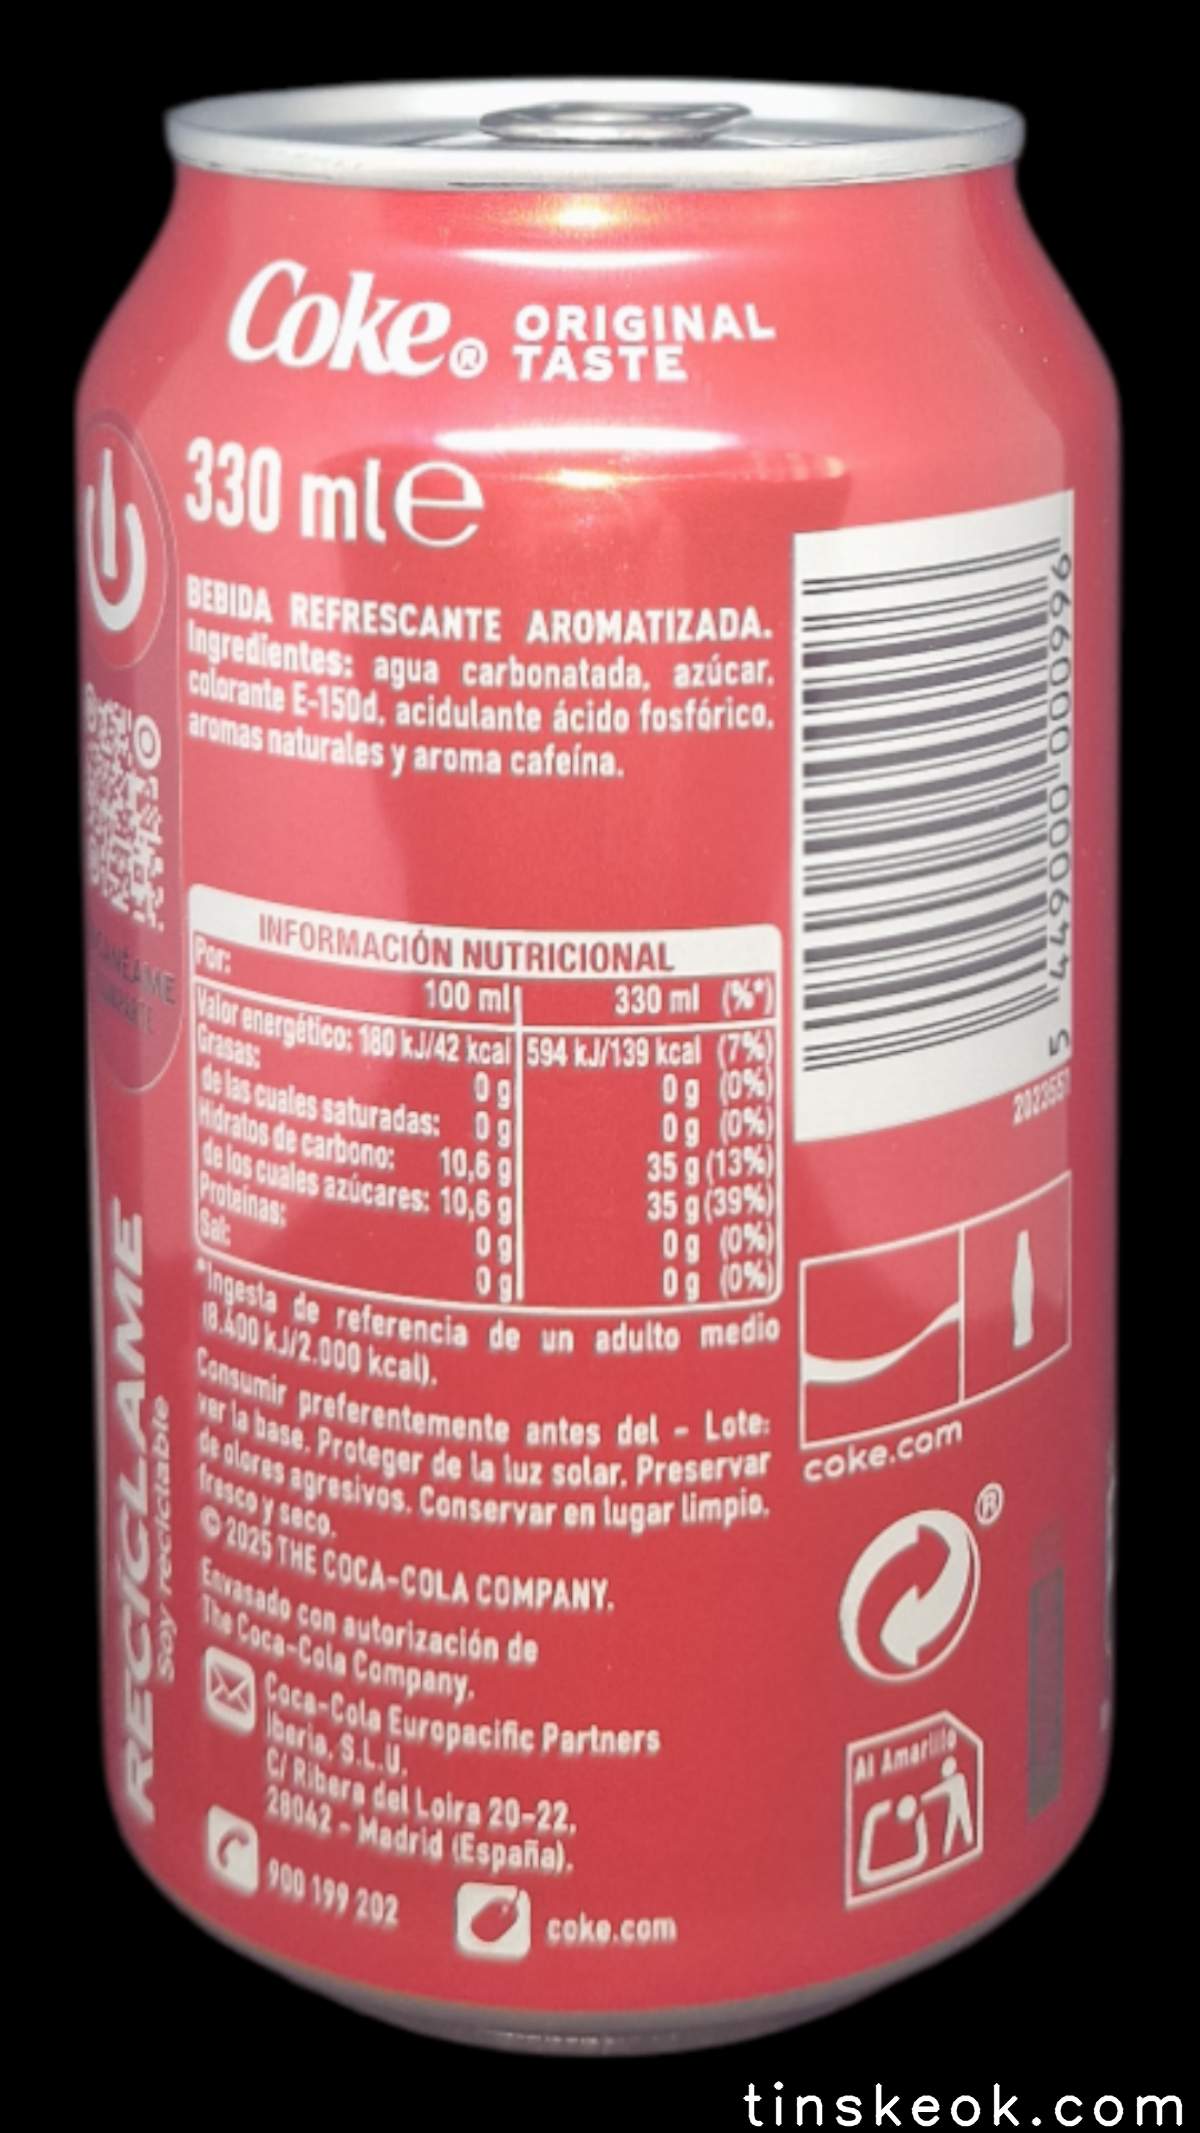 Coke® ORIGINAL
TASTE
330 ml e
BEBIDA REFRESCANTE AROMATIZADA.
Ingredientes: agua carbonatada, azúcar,
colorante E-150d, acidulante ácido fosfórico,
aromas naturales y aroma cafeína.
INFORMACIÓN NUTRICIONAL
Por: 100 ml 330 ml (%*)
Valor energético: 180 kJ/42 kcal 594 kJ/139 kcal (7%)
Grasas: 0 g 0 g (0%)
de las cuales saturadas: 0 g 0 g (0%)
Hidratos de carbono: 10,6 g 35 g (13%)
de los cuales azúcares: 10,6 g 35 g (39%)
Proteínas: 0 g 0 g (0%)
Sal: 0 g 0 g (0%)
*Ingesta de referencia de un adulto medio
(8.400 kJ/2.000 kcal).
Consumir preferentemente antes del - Lote:
ver la base. Proteger de la luz solar. Preservar
de olores agresivos. Conservar en lugar limpio,
fresco y seco.
© 2025 THE COCA-COLA COMPANY.
Envasado con autorización de
The Coca-Cola Company.
Coca-Cola Europacific Partners
Iberia, S.L.U.
C/ Ribera del Loira 20-22,
28042 - Madrid (España).
900 199 202
coke.com
RECÍCLAME
Soy reciclable
5 449000 000996
coke.com
®
Al Amarillo
tinskeok.com